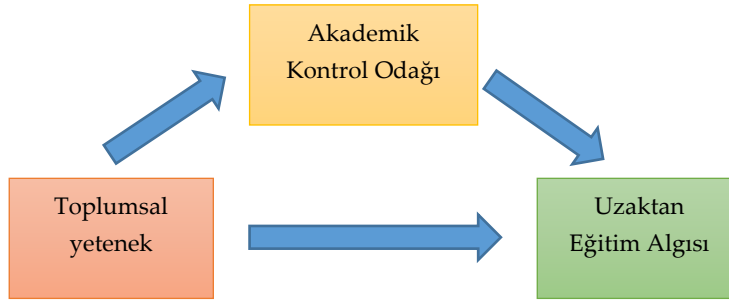 Akademik
Kontrol Odağı
Toplumsal
yetenek
Uzaktan
Eğitim Algısı